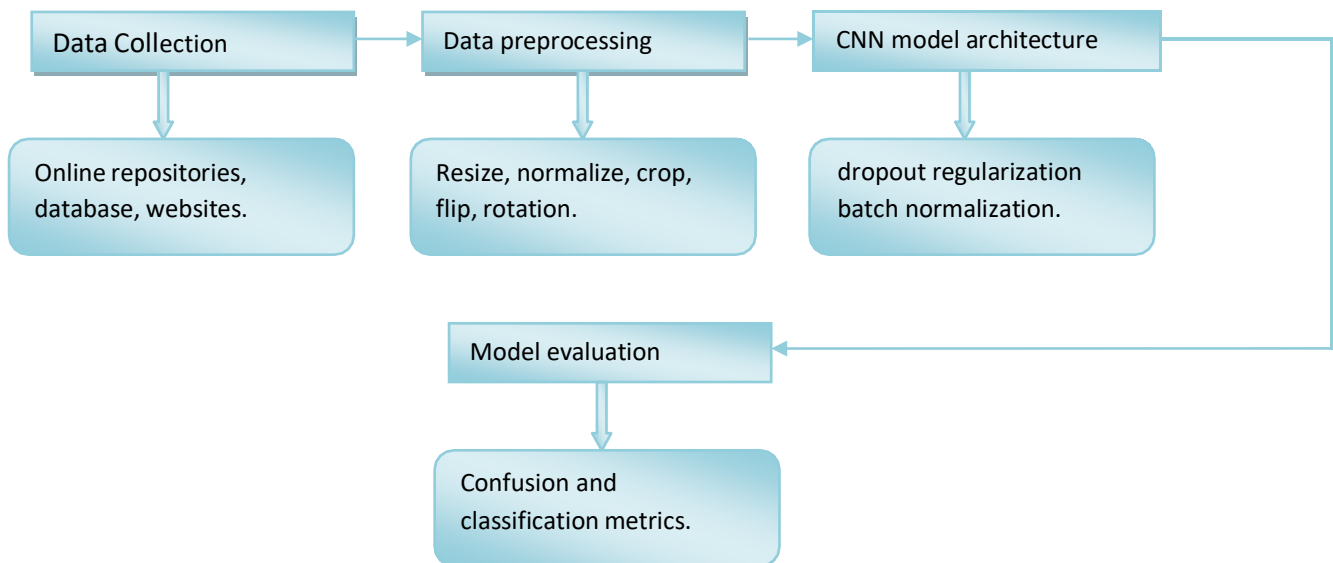 Data Collection
Data preprocessing
CNN model architecture
Online repositories,
database, websites.
Resize, normalize, crop,
flip, rotation.
dropout regularization
batch normalization.
Model evaluation
Confusion and
classification metrics.